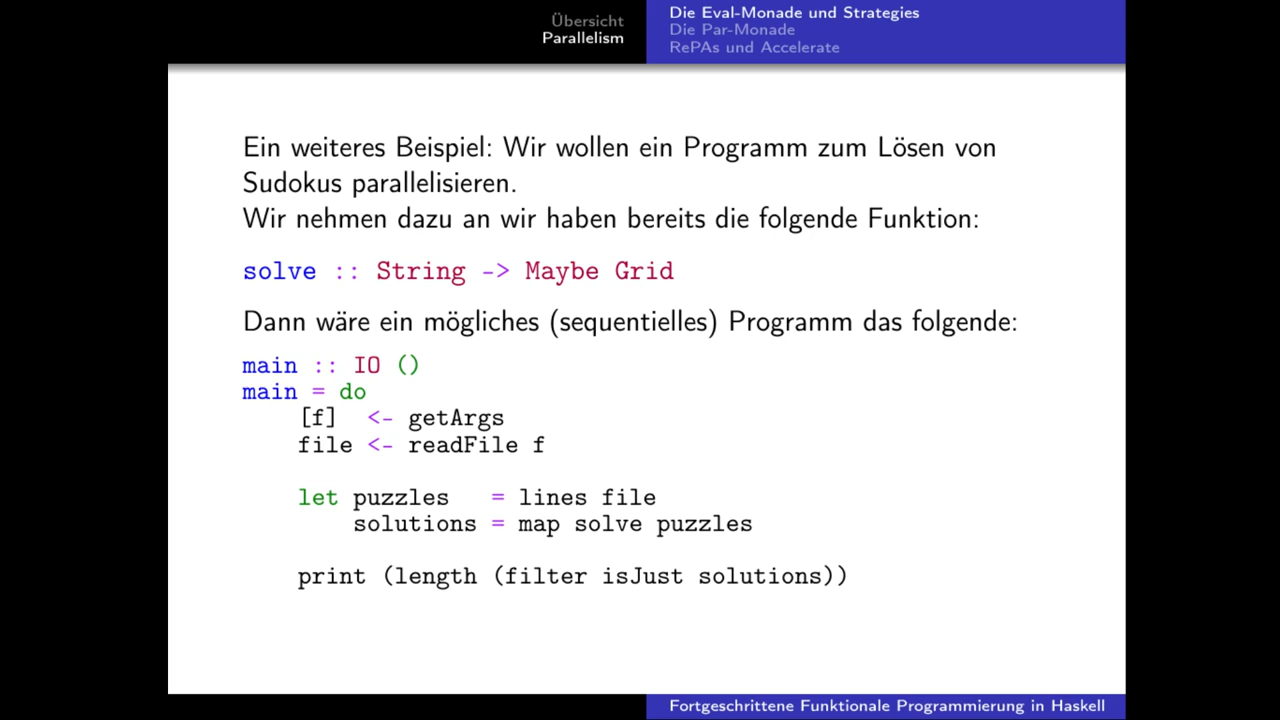 Übersicht
Parallelism
Die Eval-Monade und Strategies
Die Par-Monade
RePAs und Accelerate
Ein weiteres Beispiel: Wir wollen ein Programm zum Lösen von
Sudokus parallelisieren.
Wir nehmen dazu an wir haben bereits die folgende Funktion:
solve :: String -> Maybe Grid
Dann wäre ein mögliches (sequentielles) Programm das folgende:
main :: IO ()
main = do
    [f]  <- getArgs
    file <- readFile f
    let puzzles   = lines file
        solutions = map solve puzzles
    print (length (filter isJust solutions))
Fortgeschrittene Funktionale Programmierung in Haskell